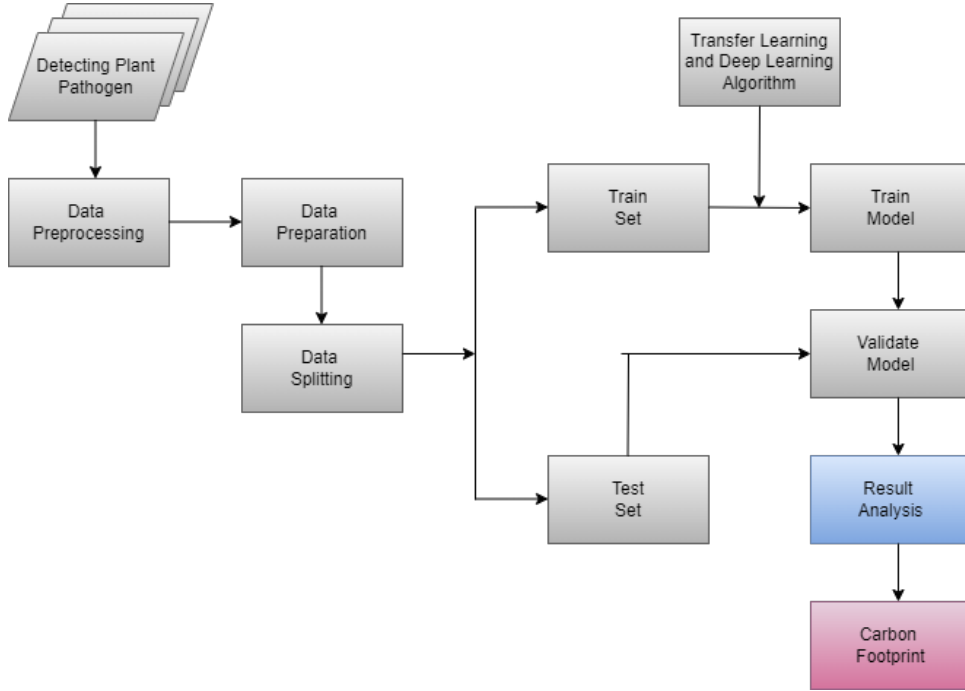 Detecting Plant
Pathogen
Transfer Learning
and Deep Learning
Algorithm
Data
Preprocessing
Data
Preparation
Train
Set
Train
Model
Data
Splitting
Validate
Model
Test
Set
Result
Analysis
Carbon
Footprint